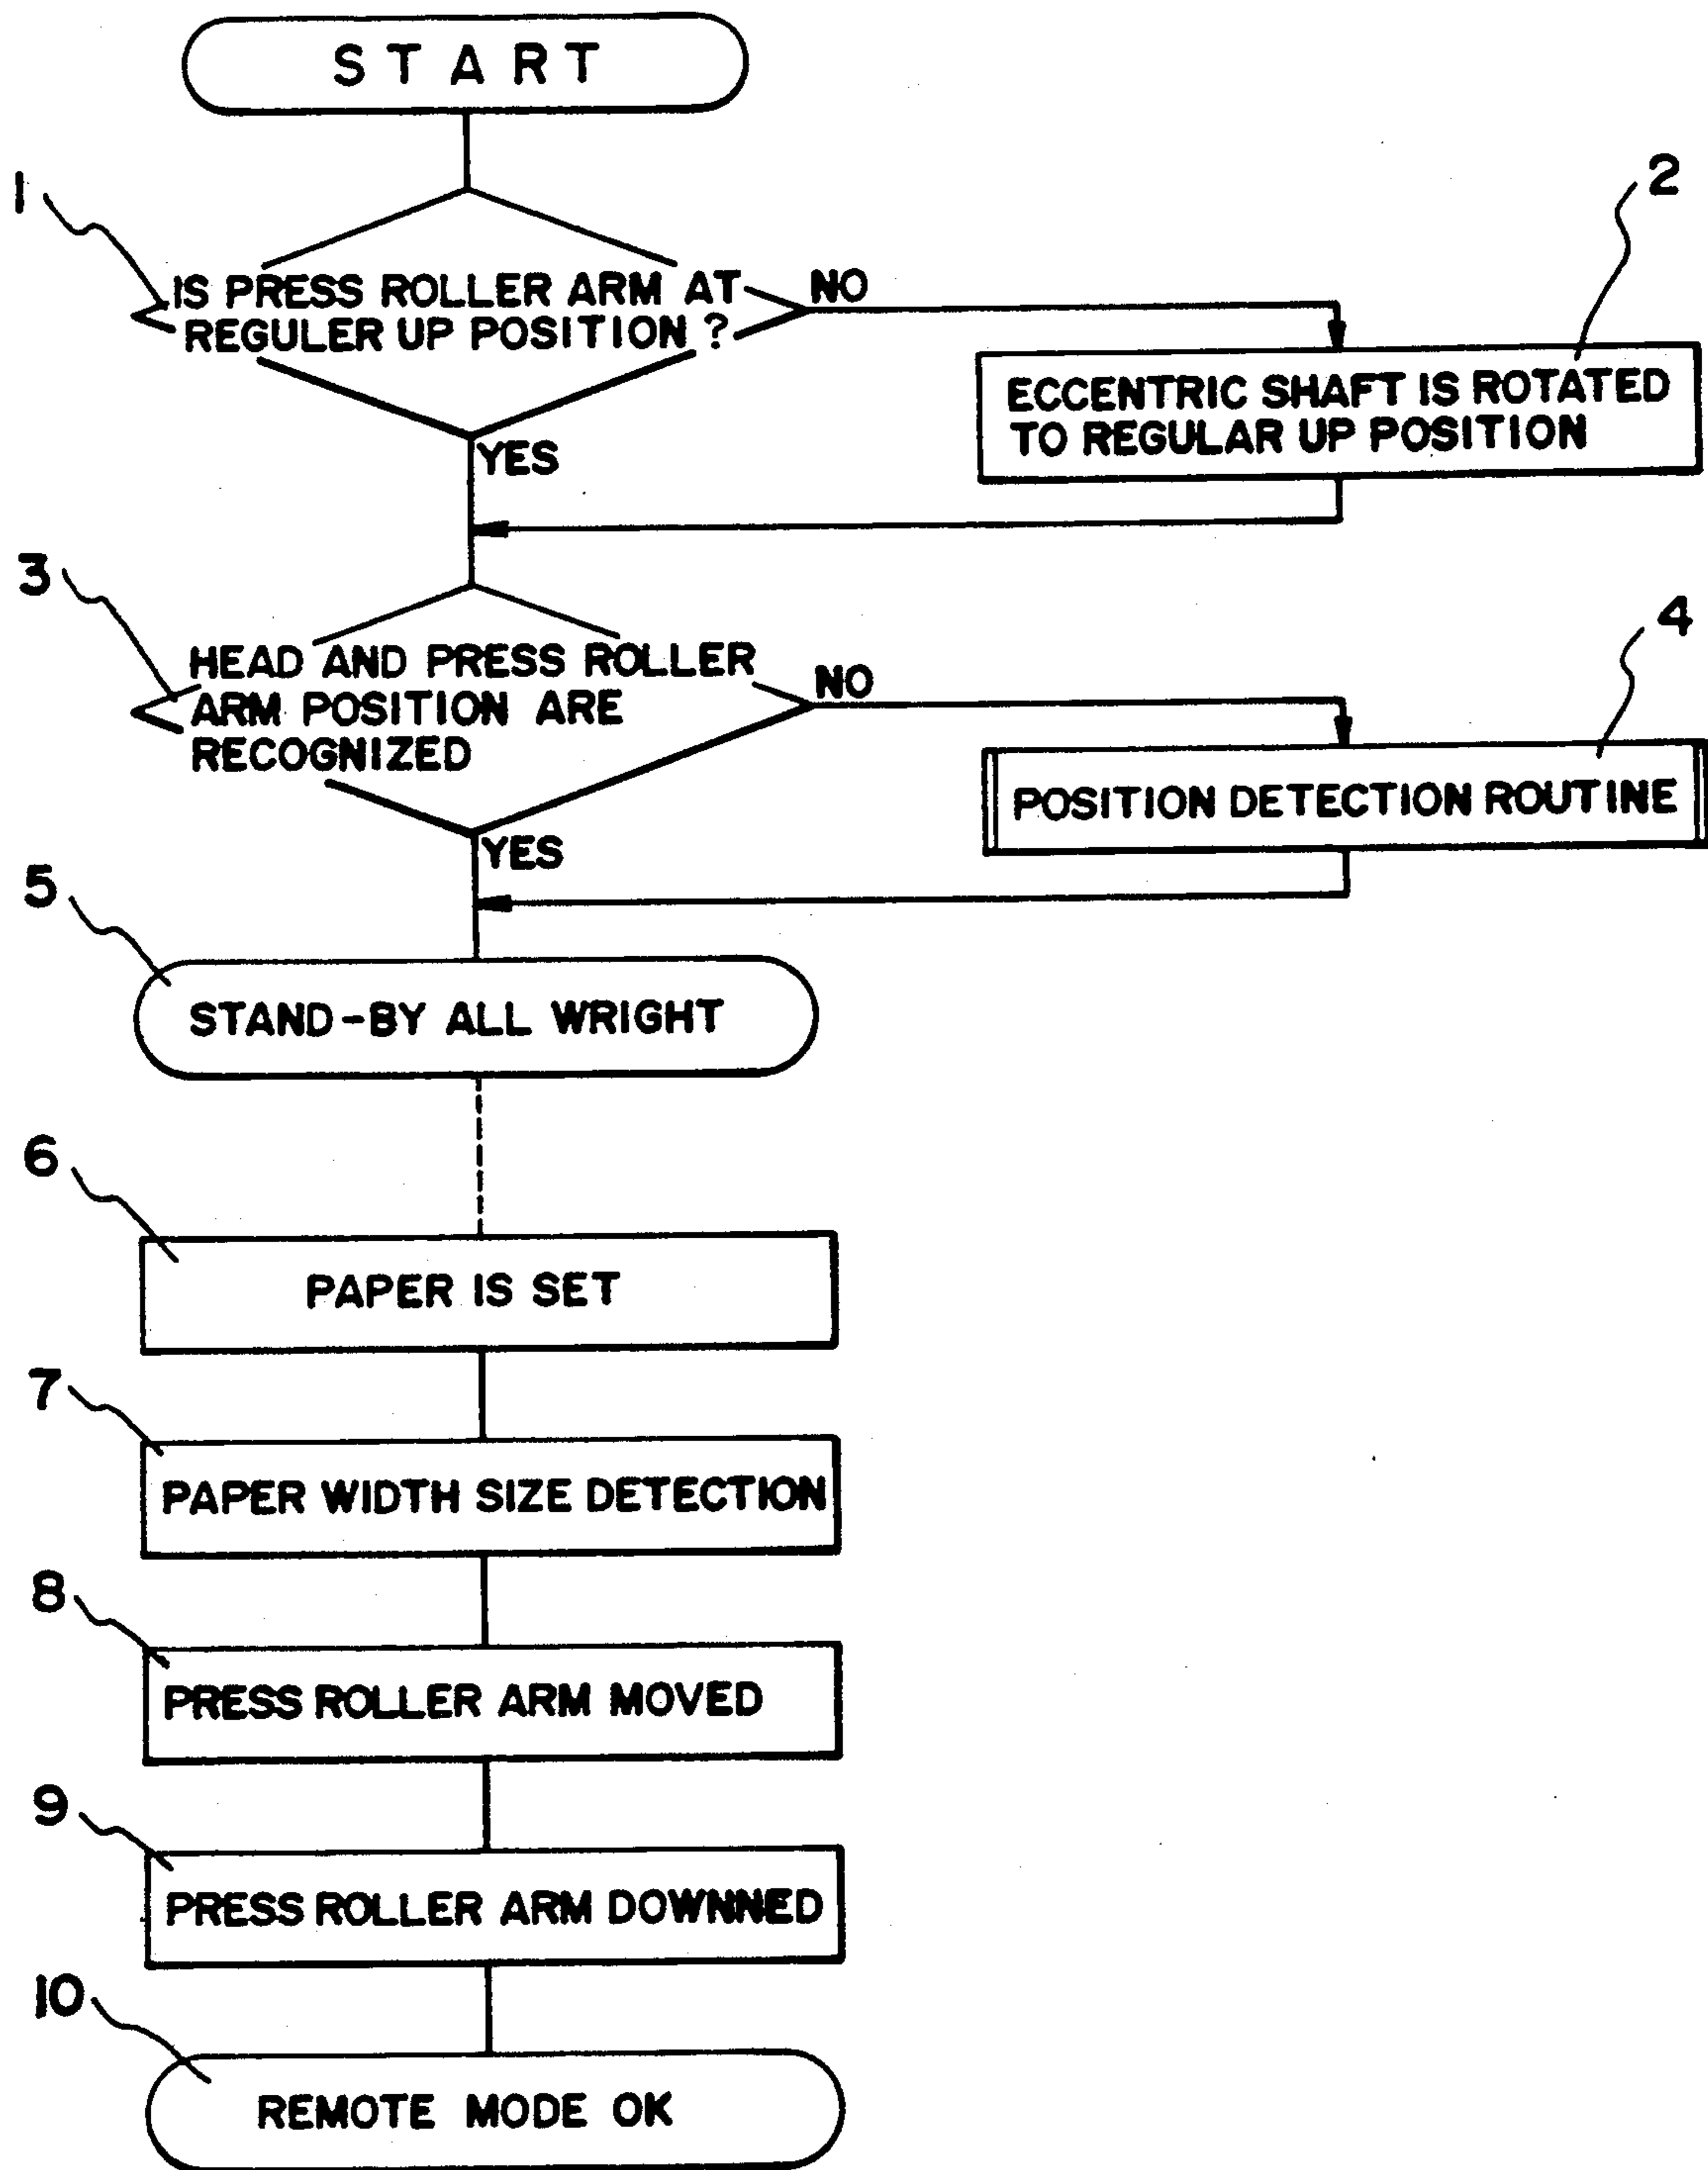 START
1
IS PRESS ROLLER ARM AT
REGULER UP POSITION ?
NO
2
ECCENTRIC SHAFT IS ROTATED
TO REGULAR UP POSITION
YES
3
HEAD AND PRESS ROLLER
ARM POSITION ARE
RECOGNIZED
NO
4
POSITION DETECTION ROUTINE
YES
5
STAND-BY ALL WRIGHT
6
PAPER IS SET
7
PAPER WIDTH SIZE DETECTION
8
PRESS ROLLER ARM MOVED
9
PRESS ROLLER ARM DOWNNED
10
REMOTE MODE OK